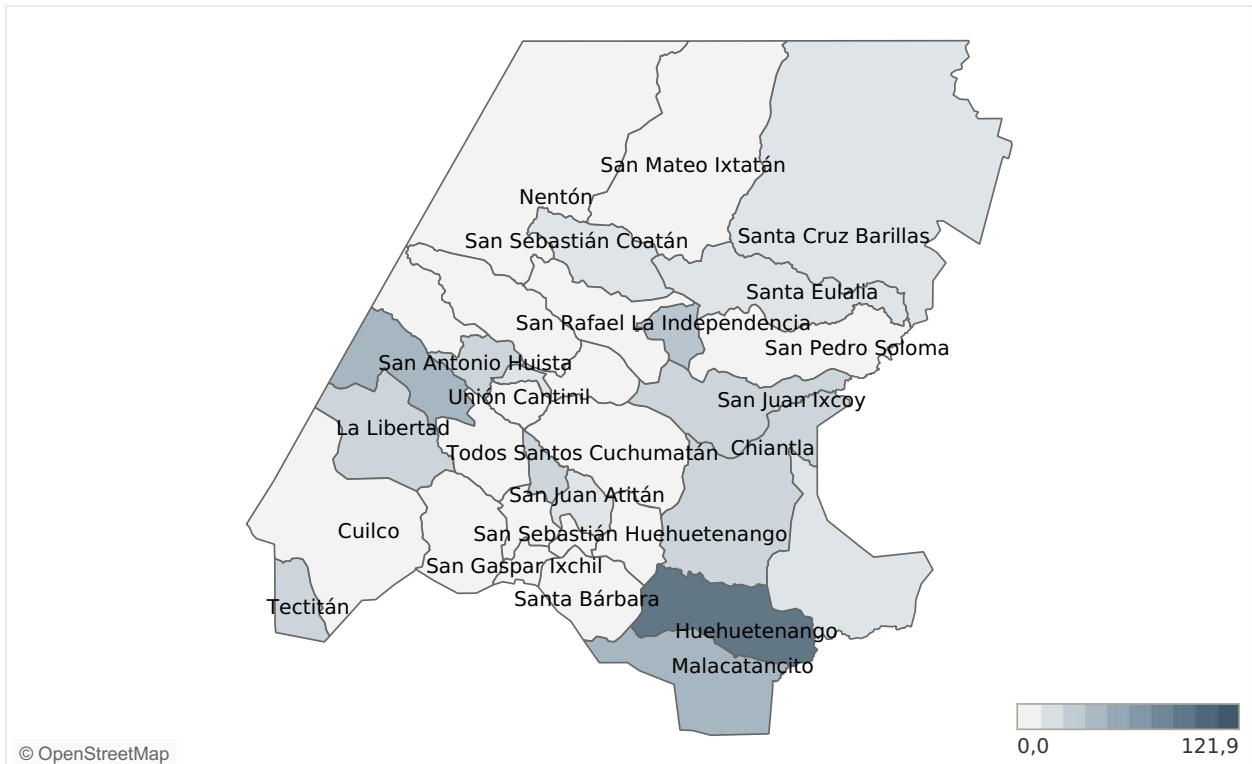 San Mateo Ixtatán
Nentón
Santa Cruz Barillas
San Sebastián Coatán
Santa Eulalia
San Rafael La Independencia
San Pedro Soloma
San Antonio Huista
Unión Cantinil
San Juan Ixcoy
La Libertad
Chiantla
Todos Santos Cuchumatán
San Juan Atitán
Cuilco
San Sebastián Huehuetenango
San Gaspar Ixchil
Santa Bárbara
Tectitán
Huehuetenango
Malacatancito
0,0 121,9
© OpenStreetMap